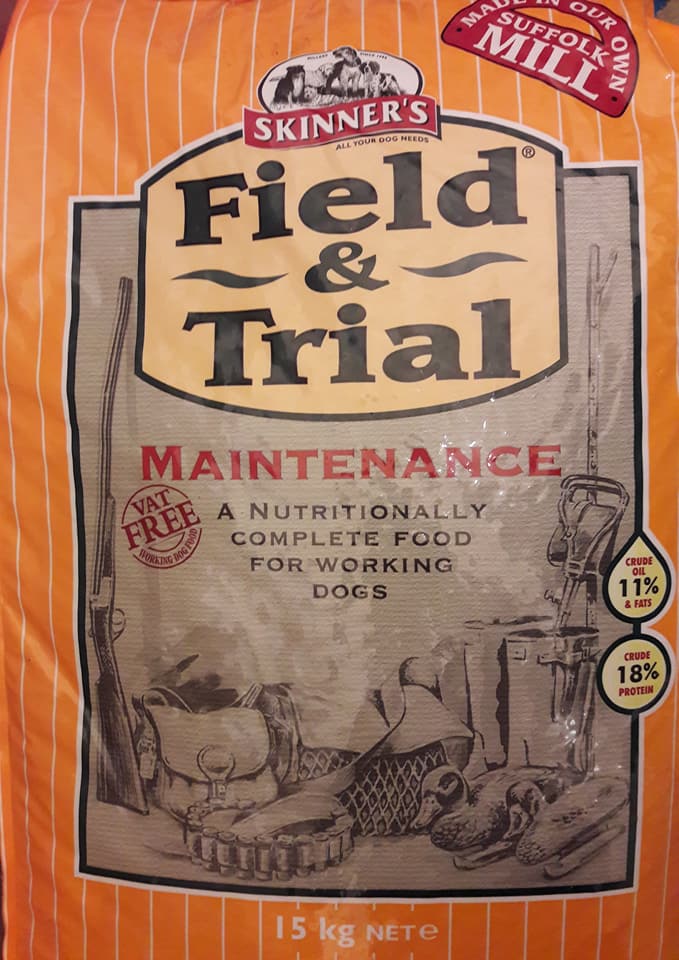 MADE IN OUR OWN
SUFFOLK
MILL
SKINNER'S
ALL YOUR DOG NEEDS
Field®
&
Trial
MAINTENANCE
VAT
FREE
WORKING DOG FOOD
A NUTRITIONALLY
COMPLETE FOOD
FOR WORKING
DOGS
CRUDE
OIL
11%
& FATS
CRUDE
18%
PROTEIN
15 kg NET e